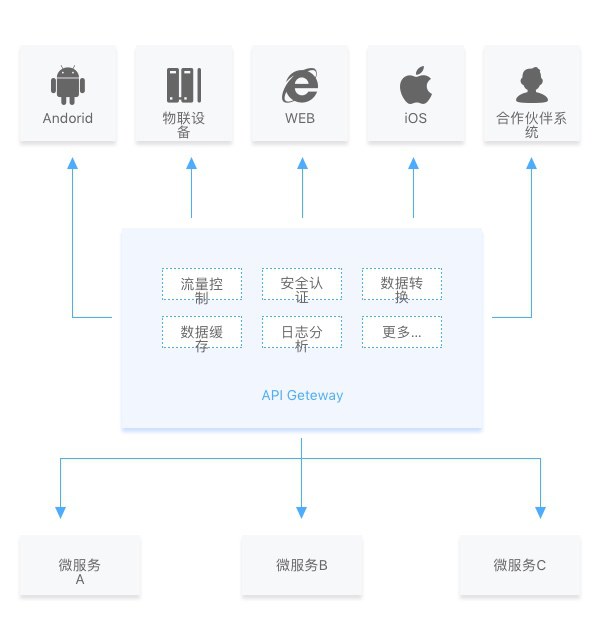 Andorid
物联设
备
WEB
iOS
合作伙伴系
统
流量控
制
安全认
证
数据转
换
数据缓
存
日志分
析
更多...
API Geteway
微服务
A
微服务B
微服务C